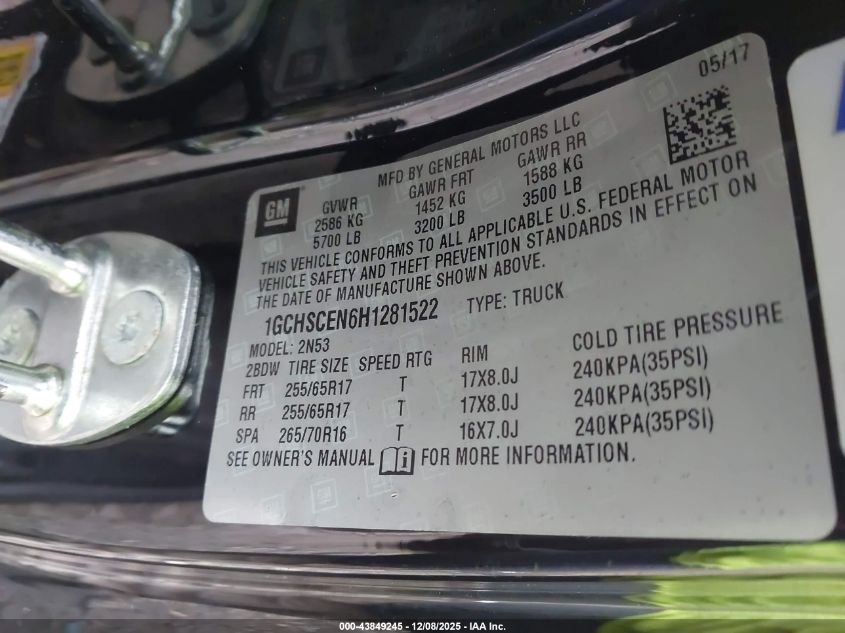 05/17
MFD BY GENERAL MOTORS LLC
GM
GVWR GAWR FRT GAWR RR
2586 KG 1452 KG 1588 KG
5700 LB 3200 LB 3500 LB
THIS VEHICLE CONFORMS TO ALL APPLICABLE U.S. FEDERAL MOTOR
VEHICLE SAFETY AND THEFT PREVENTION STANDARDS IN EFFECT ON
THE DATE OF MANUFACTURE SHOWN ABOVE.
1GCHSCEN6H1281522 TYPE: TRUCK
MODEL: 2N53
2BDW TIRE SIZE SPEED RTG RIM COLD TIRE PRESSURE
FRT 255/65R17 T 17X8.0J 240KPA(35PSI)
RR 255/65R17 T 17X8.0J 240KPA(35PSI)
SPA 265/70R16 T 16X7.0J 240KPA(35PSI)
SEE OWNER'S MANUAL FOR MORE INFORMATION.
000-43849245 - 12/08/2025 - IAA Inc.